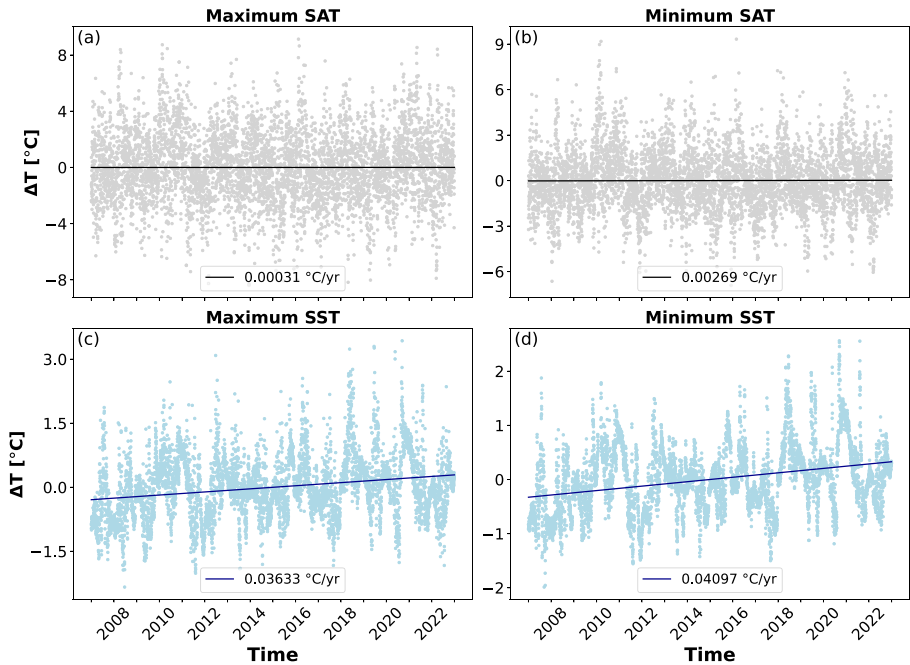 Maximum SAT
Minimum SAT
(a)
(b)
8
4
0
−4
−8
9
6
3
0
−3
−6
ΔT [°C]
0.00031 °C/yr
0.00269 °C/yr
Maximum SST
Minimum SST
(c)
(d)
3.0
1.5
0.0
−1.5
2
1
0
−1
−2
ΔT [°C]
0.03633 °C/yr
0.04097 °C/yr
2008 2010 2012 2014 2016 2018 2020 2022
2008 2010 2012 2014 2016 2018 2020 2022
Time
Time